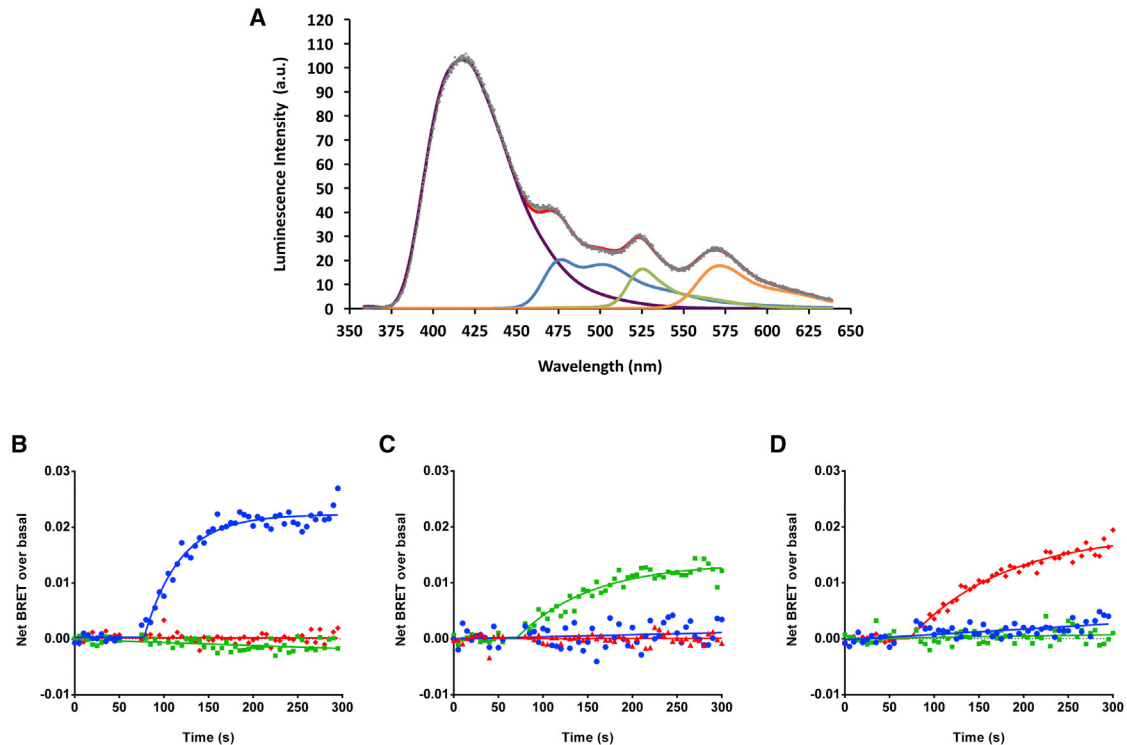 A
Luminescence Intensity (a.u.)
120
110
100
90
80
70
60
50
40
30
20
10
0
350 375 400 425 450 475 500 525 550 575 600 625 650
Wavelength (nm)
B
Net BRET over basal
0.03
0.02
0.01
0.00
-0.01
0 50 100 150 200 250 300
Time (s)
C
Net BRET over basal
0.03
0.02
0.01
0.00
-0.01
0 50 100 150 200 250 300
Time (s)
D
Net BRET over basal
0.03
0.02
0.01
0.00
-0.01
0 50 100 150 200 250 300
Time (s)